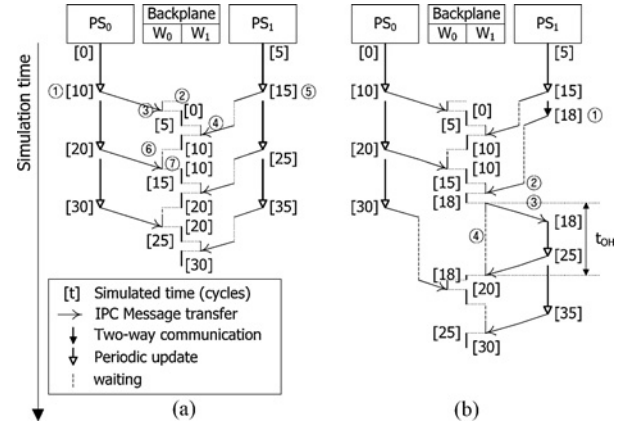 PS₀ Backplane PS₁
W₀ W₁
[0] [5]
① [10] ② [15] ⑤
③ [0]
[5] ④
[20] ⑥ [10]
⑦ [10] [25]
[15]
[30] [20] [35]
[20]
[25]
[30]
Simulation time
[t] Simulated time (cycles)
IPC Message transfer
Two-way communication
Periodic update
waiting
(a)
PS₀ Backplane PS₁
W₀ W₁
[0] [5]
[10] [15]
[0]
[5] [18] ①
[20] [10]
[10]
[15] ②
[30] [18] ③
[18]
④ tOH
[25]
[18] [20]
[35]
[25] [30]
(b)